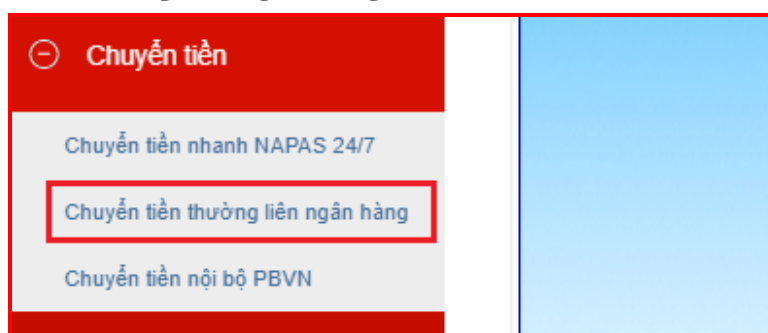 Chuyển tiền
Chuyển tiền nhanh NAPAS 24/7
Chuyển tiền thường liên ngân hàng
Chuyển tiền nội bộ PBVN